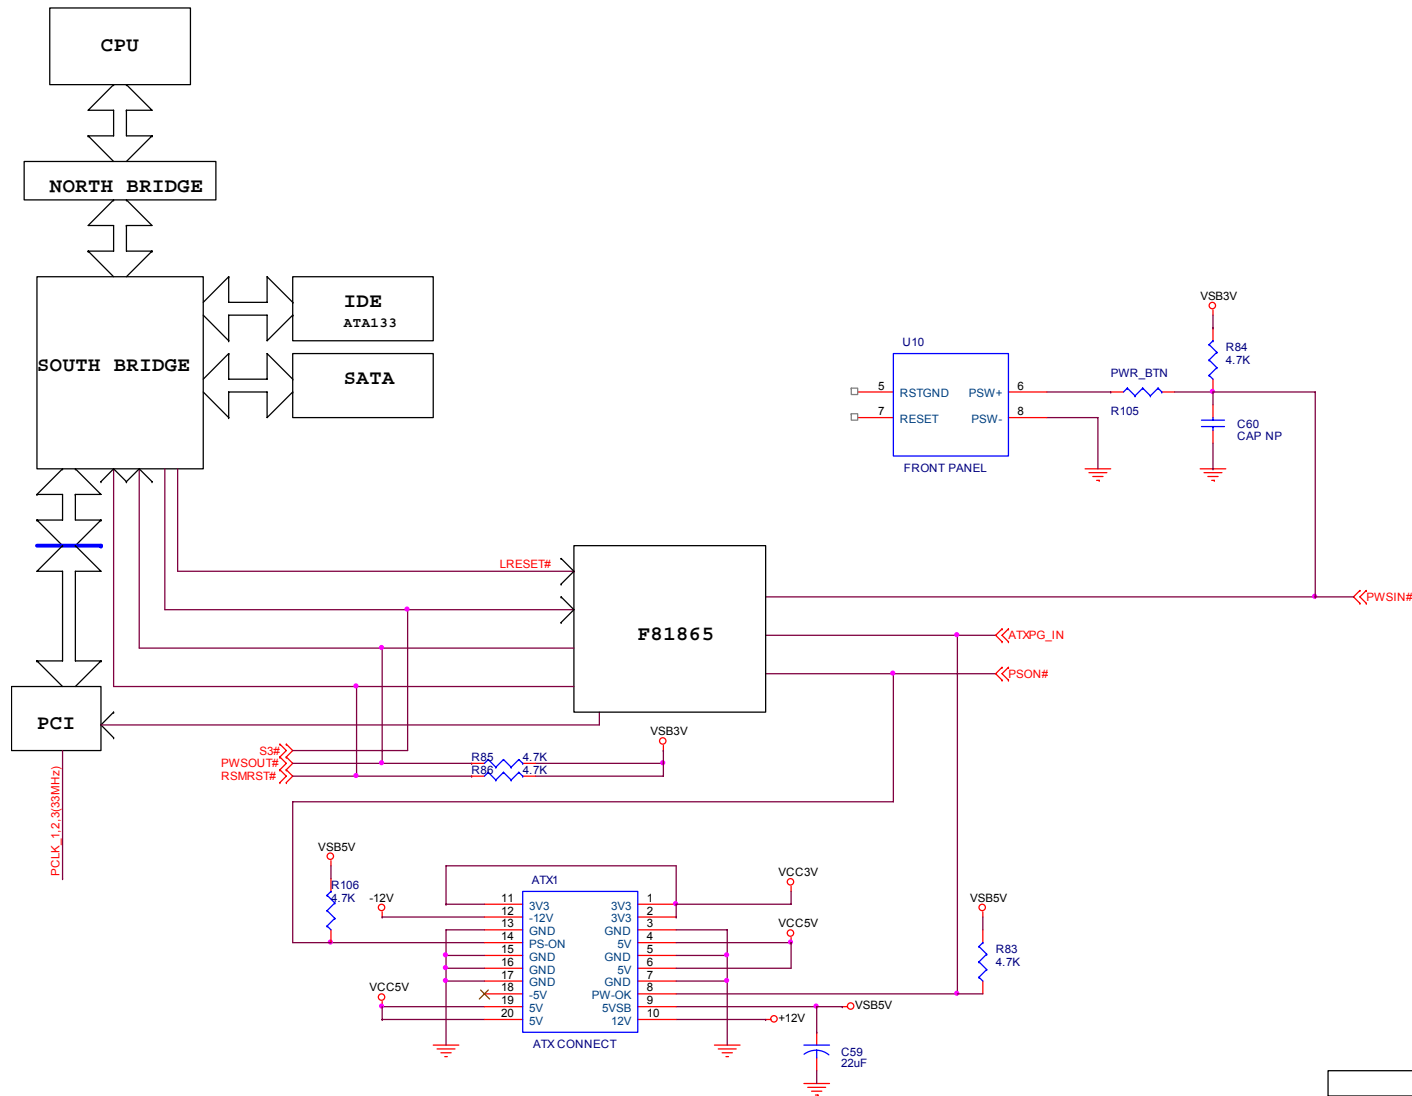 CPU
NORTH BRIDGE
SOUTH BRIDGE
IDE
ATA133
SATA
PCI
PCLK_1,2,3(33MHz)
LRESET#
F81865
S3#
PWSOUT#
RSMRST#
R85 4.7K
R86 4.7K
VSB3V
VSB3V
R84
4.7K
U10
5 RSTGND PSW+ 6
7 RESET PSW- 8
FRONT PANEL
PWR_BTN
R105
C60
CAP NP
PWSIN#
ATXPG_IN
PSON#
VSB5V
R106
4.7K
-12V
VCC5V
ATX1
11 3V3 3V3 1
12 -12V 3V3 2
13 GND GND 3
14 PS-ON 5V 4
15 GND GND 5
16 GND 5V 6
17 GND GND 7
18 -5V PW-OK 8
19 5V 5VSB 9
20 5V 12V 10
ATX CONNECT
VCC3V
VCC5V
VSB5V
R83
4.7K
VSB5V
+12V
C59
22uF